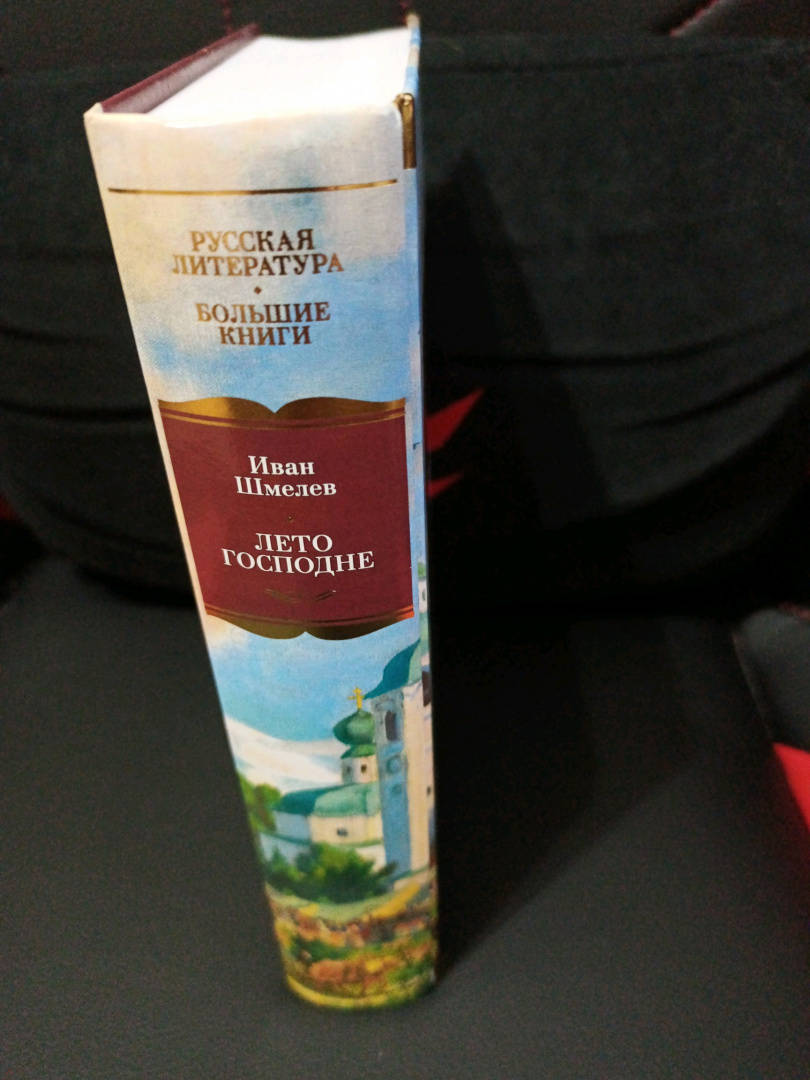 РУССКАЯ
ЛИТЕРАТУРА
БОЛЬШИЕ
КНИГИ
Иван
Шмелев
ЛЕТО
ГОСПОДНЕ